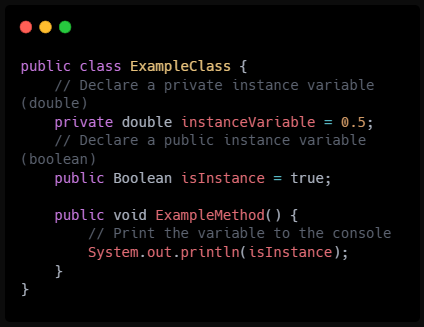 public class ExampleClass {
    // Declare a private instance variable
(double)
    private double instanceVariable = 0.5;
    // Declare a public instance variable
(boolean)
    public Boolean isInstance = true;

    public void ExampleMethod() {
        // Print the variable to the console
        System.out.println(isInstance);
    }
}